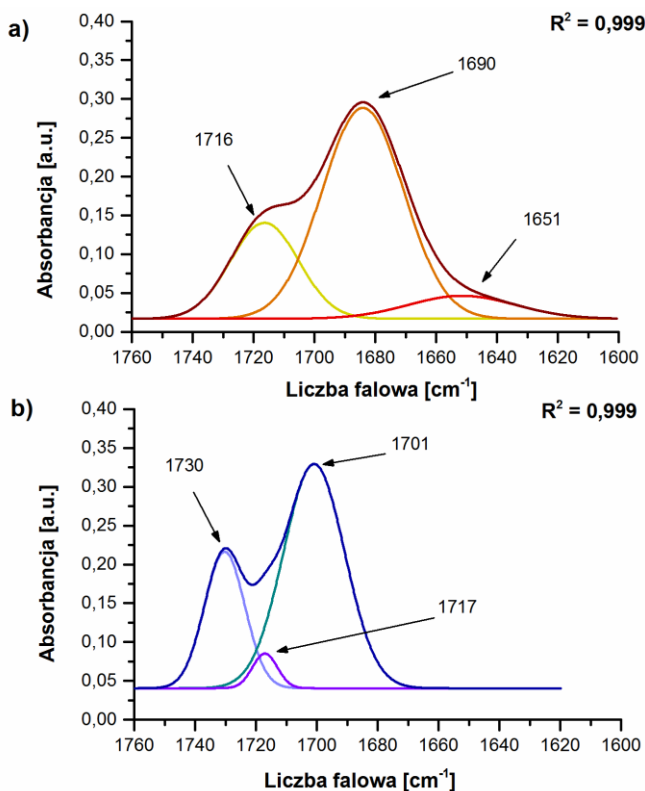 a)
R² = 0,999
0,40
0,35
0,30
0,25
0,20
0,15
0,10
0,05
0,00
Absorbancja [a.u.]
1716
1690
1651
1760 1740 1720 1700 1680 1660 1640 1620 1600
Liczba falowa [cm⁻¹]
b)
R² = 0,999
0,40
0,35
0,30
0,25
0,20
0,15
0,10
0,05
0,00
Absorbancja [a.u.]
1730
1701
1717
1760 1740 1720 1700 1680 1660 1640 1620 1600
Liczba falowa [cm⁻¹]